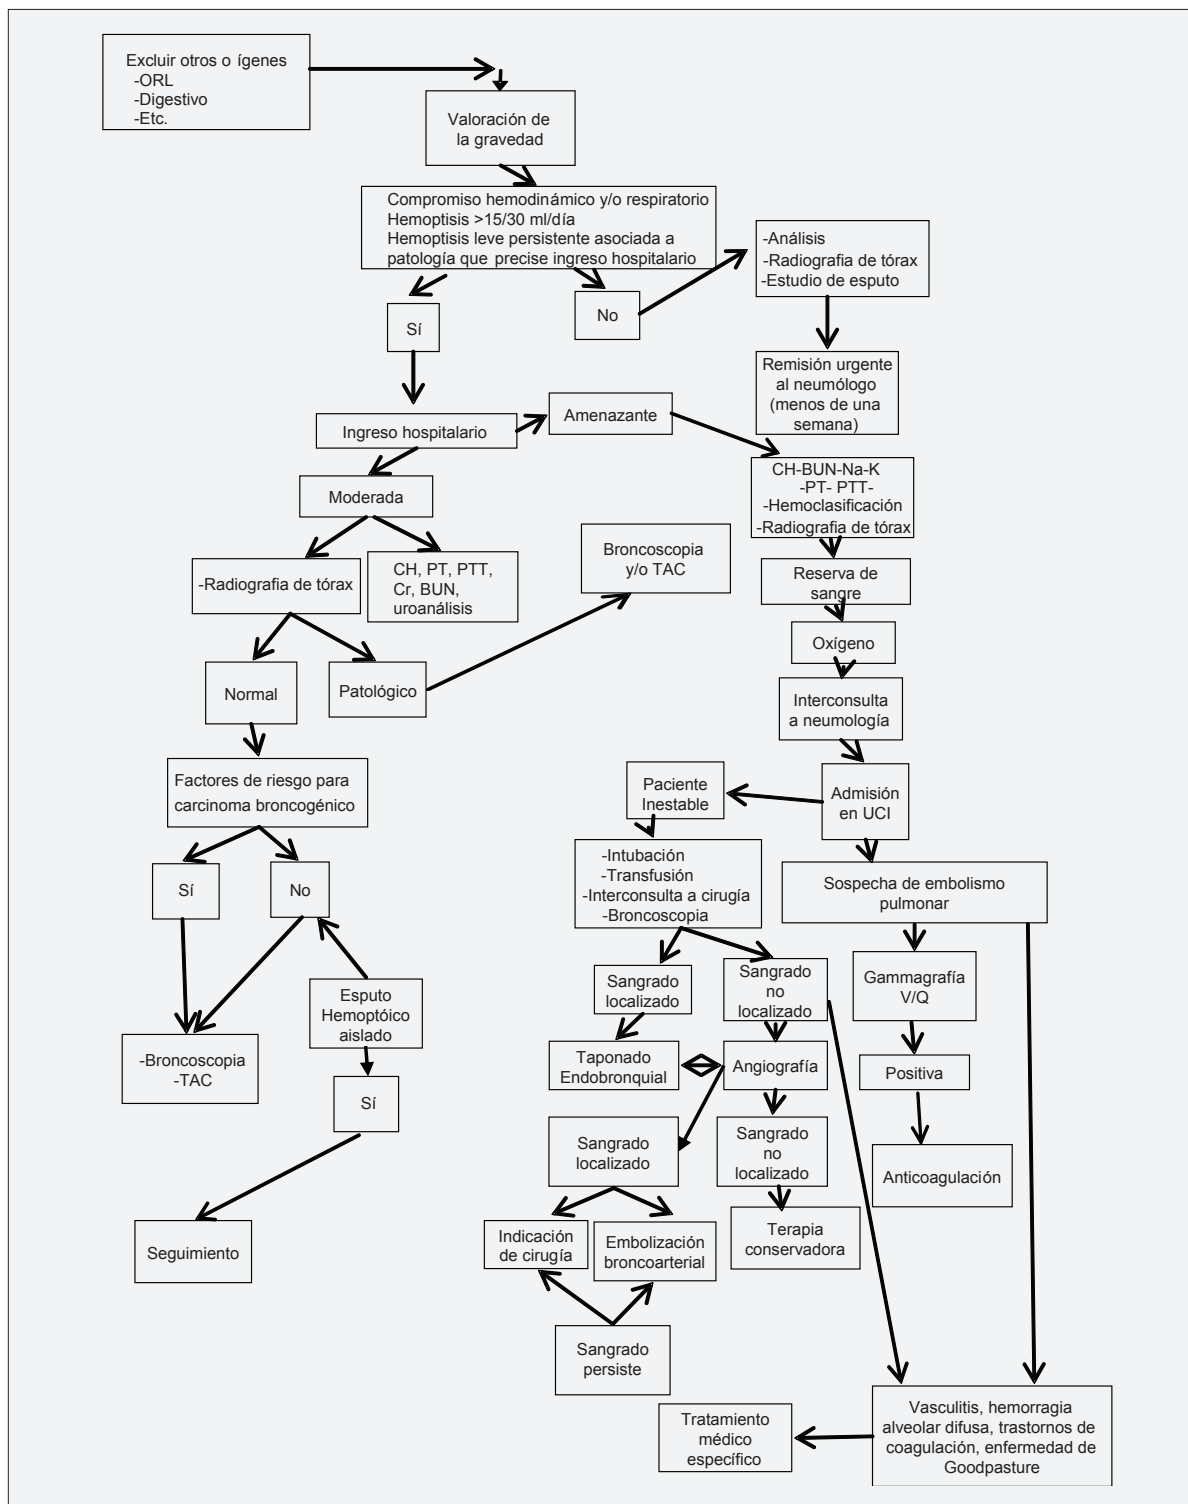 Excluir otros o ígenes
-ORL
-Digestivo
-Etc.
Valoración de
la gravedad
Compromiso hemodinámico y/o respiratorio
Hemoptisis >15/30 ml/día
Hemoptisis leve persistente asociada a
patología que precise ingreso hospitalario
-Análisis
-Radiografia de tórax
-Estudio de esputo
Sí
No
Remisión urgente
al neumólogo
(menos de una
semana)
Ingreso hospitalario
Amenazante
CH-BUN-Na-K
-PT- PTT-
-Hemoclasificación
-Radiografia de tórax
Moderada
-Radiografia de tórax
CH, PT, PTT,
Cr, BUN,
uroanálisis
Broncoscopia
y/o TAC
Reserva de
sangre
Oxígeno
Normal
Patológico
Interconsulta
a neumología
Factores de riesgo para
carcinoma broncogénico
Paciente
Inestable
Admisión
en UCI
Sí
No
-Intubación
-Transfusión
-Interconsulta a cirugía
-Broncoscopia
Sospecha de embolismo
pulmonar
Esputo
Hemoptóico
aislado
Sangrado
localizado
Sangrado
no
localizado
Gammagrafía
V/Q
-Broncoscopia
-TAC
Sí
Taponado
Endobronquial
Angiografía
Positiva
Sangrado
localizado
Sangrado
no
localizado
Anticoagulación
Seguimiento
Indicación
de cirugía
Embolización
broncoarterial
Terapia
conservadora
Sangrado
persiste
Tratamiento
médico
específico
Vasculitis, hemorragia
alveolar difusa, trastornos de
coagulación, enfermedad de
Goodpasture